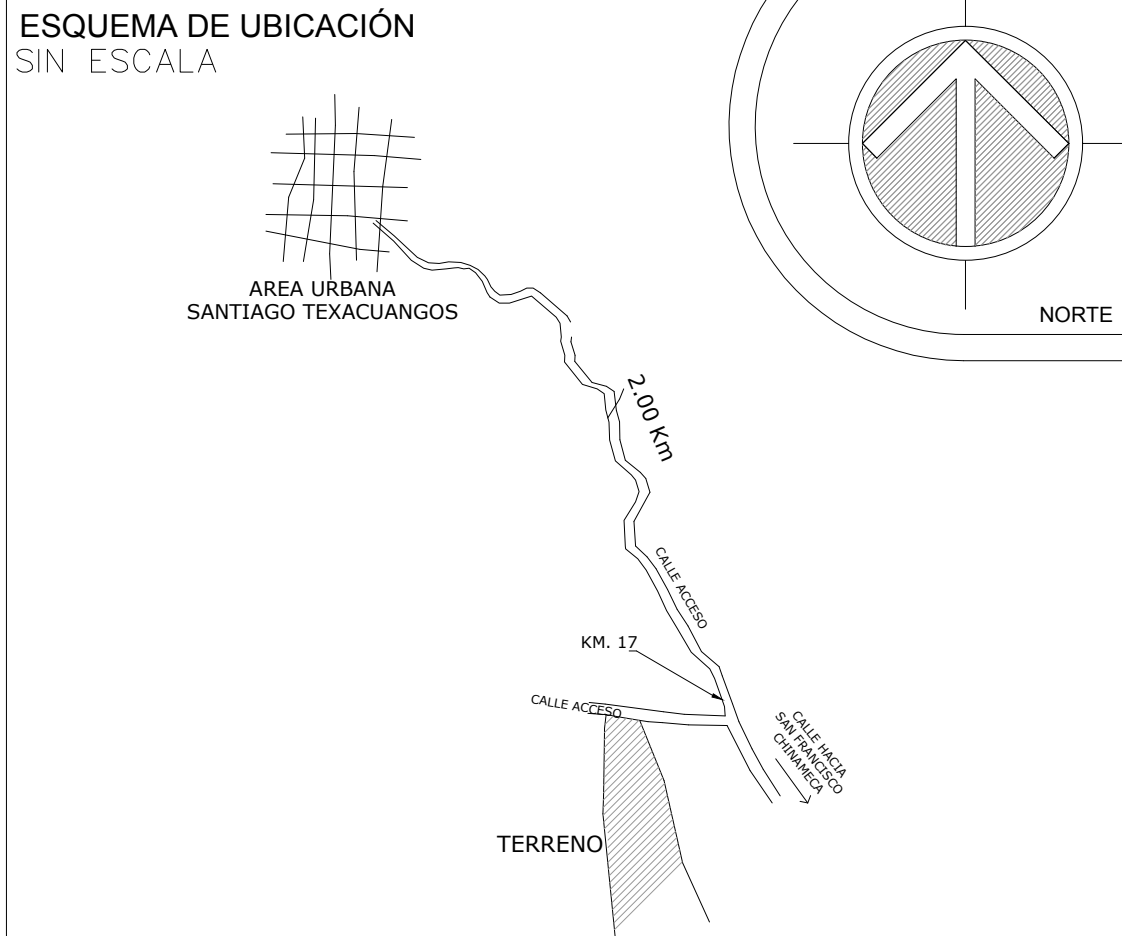 ESQUEMA DE UBICACIÓN
SIN ESCALA
NORTE
AREA URBANA
SANTIAGO TEXACUANGOS
2.00 Km
CALLE ACCESO
KM. 17
CALLE ACCESO
CALLE HACIA
SAN FRANCISCO
CHINAMECA
TERRENO